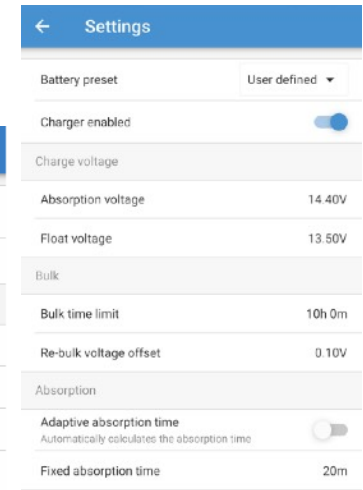 Settings
Battery preset User defined
Charger enabled
Charge voltage
Absorption voltage 14.40V
Float voltage 13.50V
Bulk
Bulk time limit 10h 0m
Re-bulk voltage offset 0.10V
Absorption
Adaptive absorption time
Automatically calculates the absorption time
Fixed absorption time 20m